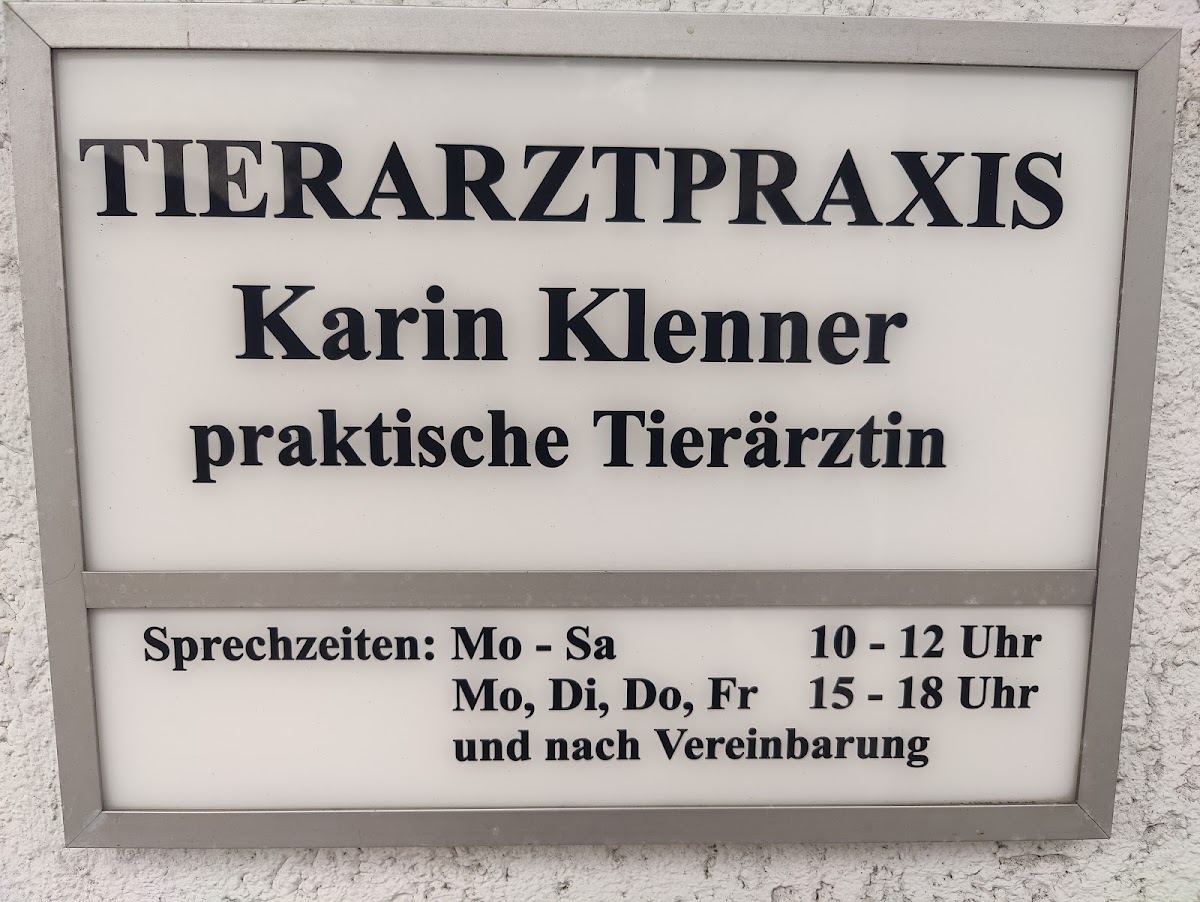 TIERARZTPRAXIS
Karin Klenner
praktische Tierärztin
Sprechzeiten: Mo - Sa 10 - 12 Uhr
Mo, Di, Do, Fr 15 - 18 Uhr
und nach Vereinbarung